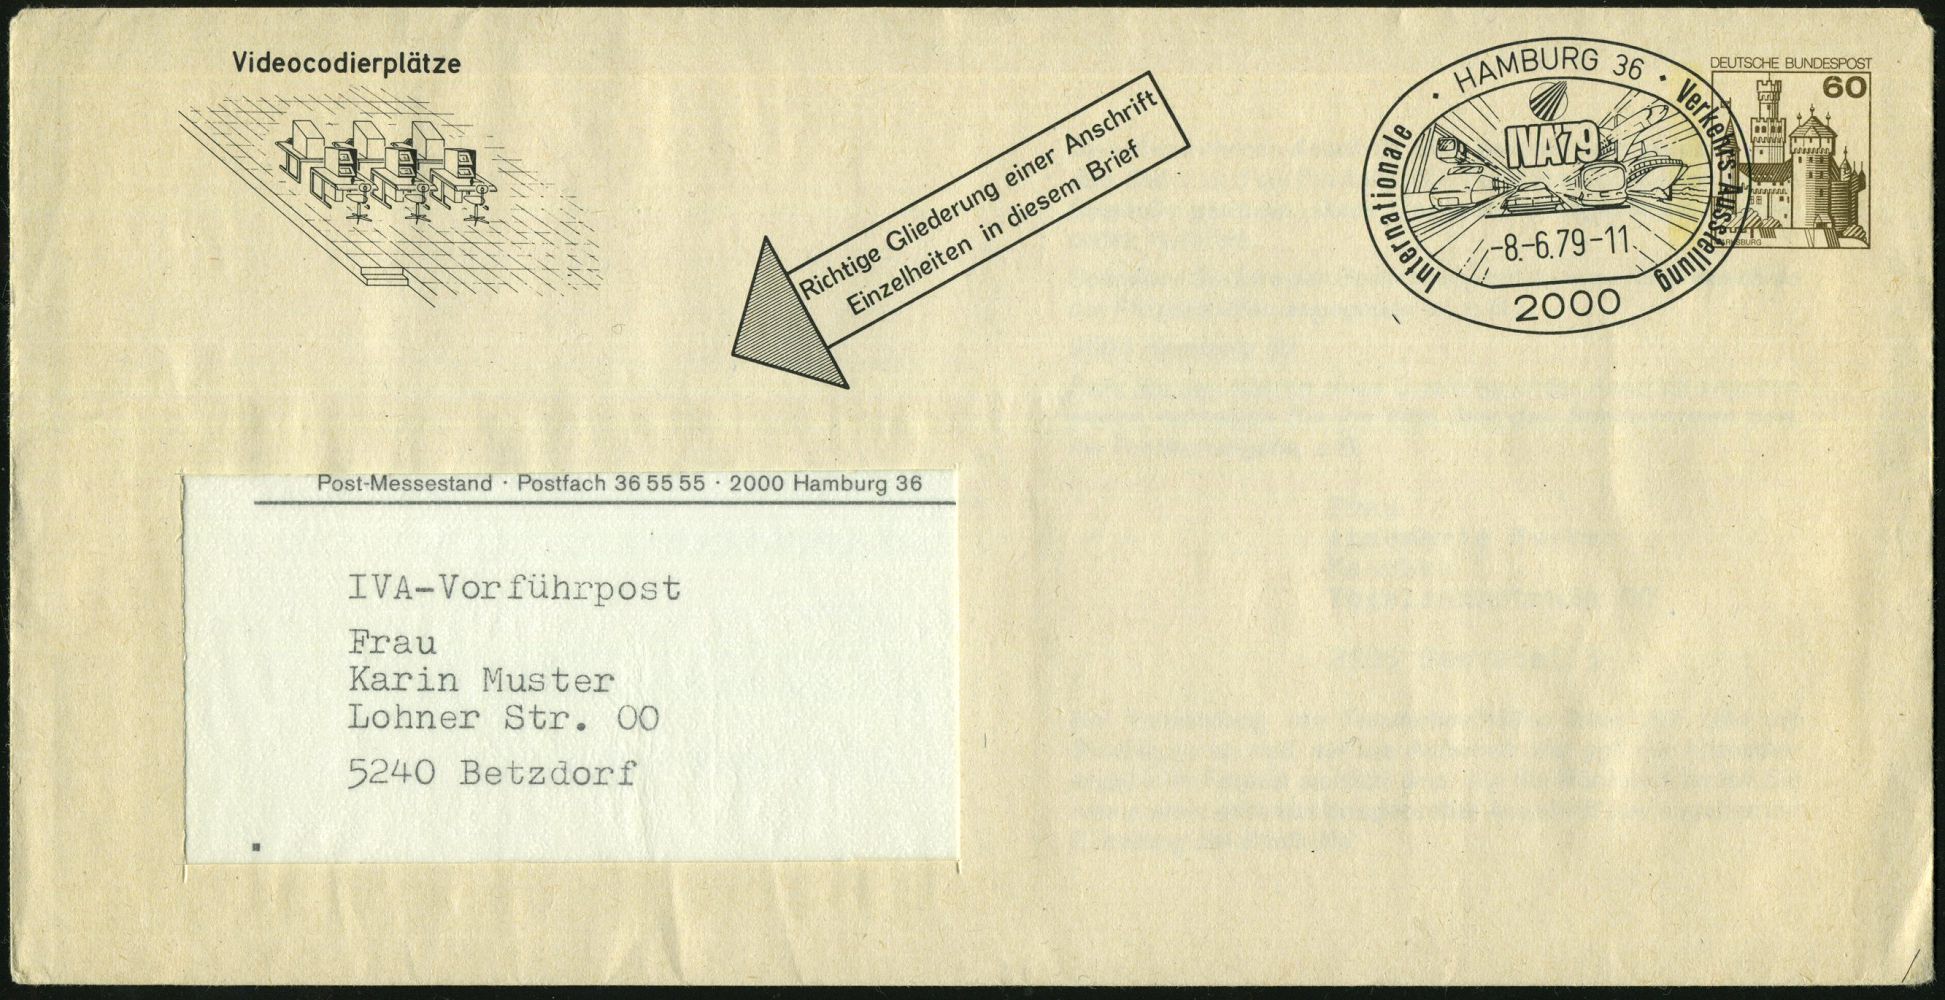 Videocodierplätze
Richtige Gliederung einer Anschrift
Einzelheiten in diesem Brief
· HAMBURG 36 ·
Internationale Verkehrs-Ausstellung
IVA'79
-8.-6.79-11
2000
DEUTSCHE BUNDESPOST
60
MARKSBURG
Post-Messestand · Postfach 36 55 55 · 2000 Hamburg 36
IVA-Vorführpost
Frau
Karin Muster
Lohner Str. 00
5240 Betzdorf